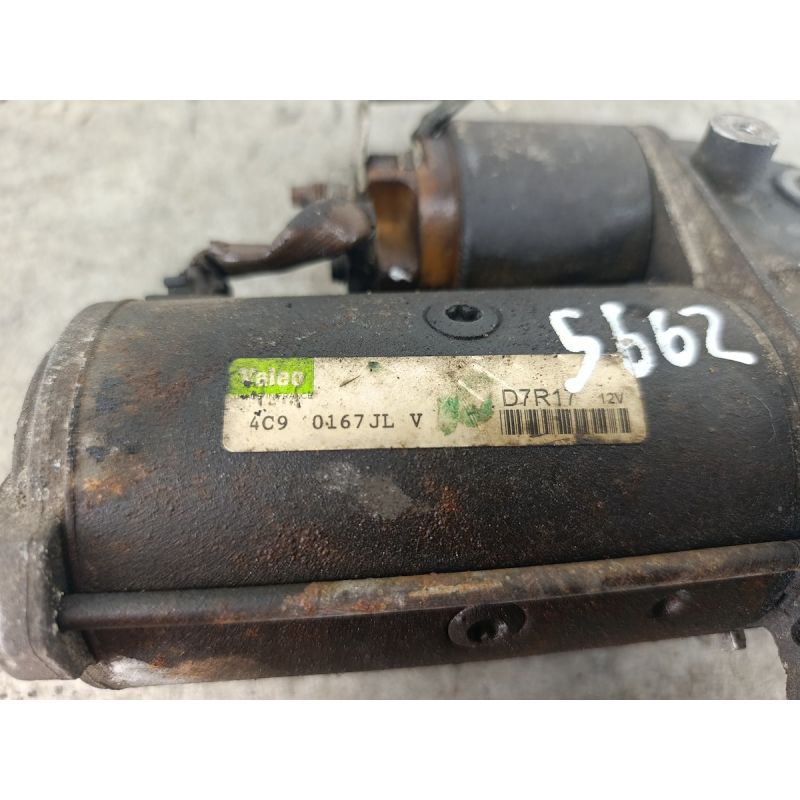 5662
Valeo
D7R17 12V
4C9 0167JL V